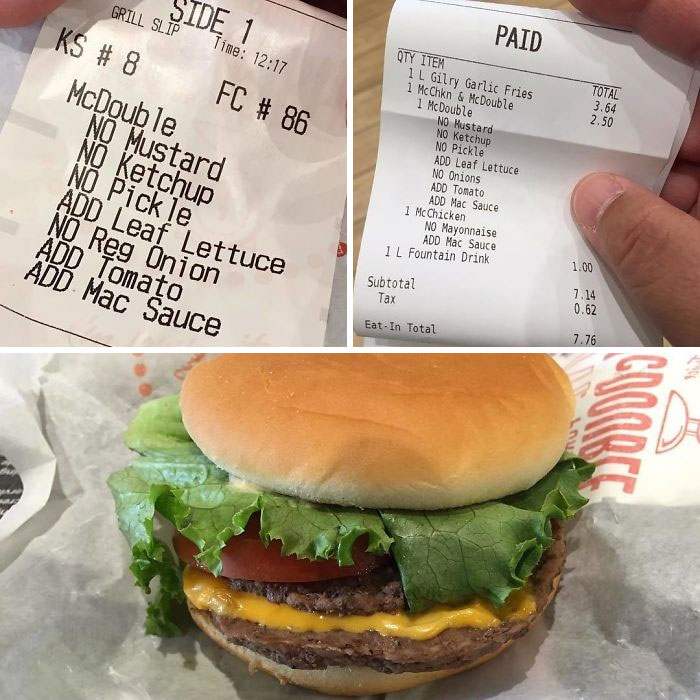 SIDE 1
GRILL SLIP
Time: 12:17
KS # 8
FC # 86
McDouble
NO Mustard
NO Ketchup
NO Pickle
ADD Leaf Lettuce
NO Reg Onion
ADD Tomato
ADD Mac Sauce
PAID
QTY ITEM TOTAL
1 L Gilry Garlic Fries 3.64
1 McChkn & McDouble 2.50
1 McDouble
NO Mustard
NO Ketchup
NO Pickle
ADD Leaf Lettuce
NO Onions
ADD Tomato
ADD Mac Sauce
1 McChicken
NO Mayonnaise
ADD Mac Sauce
1 L Fountain Drink 1.00
Subtotal 7.14
Tax 0.62
Eat-In Total 7.76